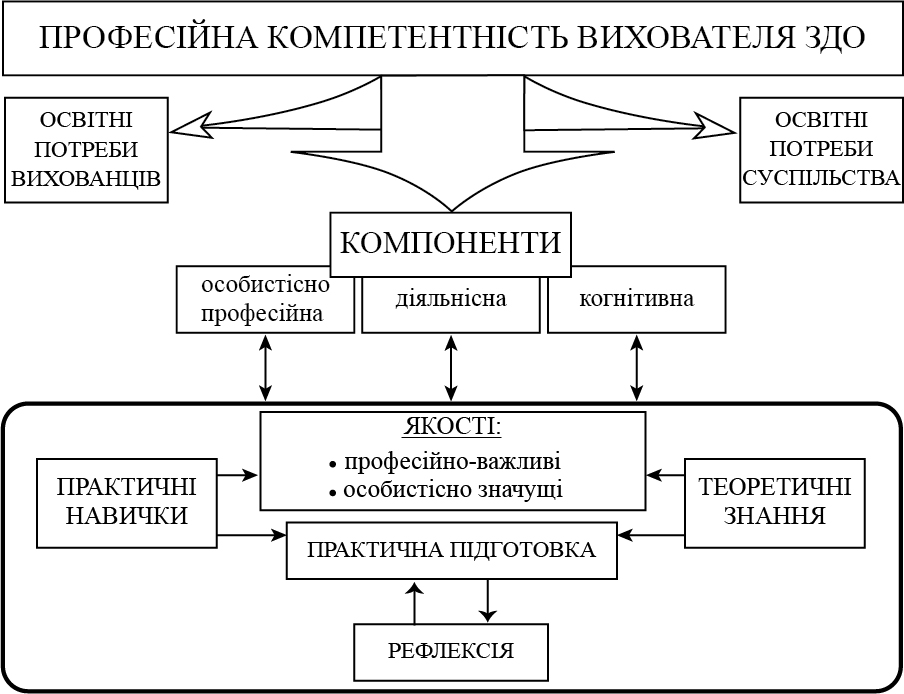 ПРОФЕСІЙНА КОМПЕТЕНТНІСТЬ ВИХОВАТЕЛЯ ЗДО
ОСВІТНІ
ПОТРЕБИ
ВИХОВАНЦІВ
ОСВІТНІ
ПОТРЕБИ
СУСПІЛЬСТВА
КОМПОНЕНТИ
особистісно
професійна
діяльнісна
когнітивна
ЯКОСТІ:
• професійно-важливі
• особистісно значущі
ПРАКТИЧНІ
НАВИЧКИ
ТЕОРЕТИЧНІ
ЗНАННЯ
ПРАКТИЧНА ПІДГОТОВКА
РЕФЛЕКСІЯ